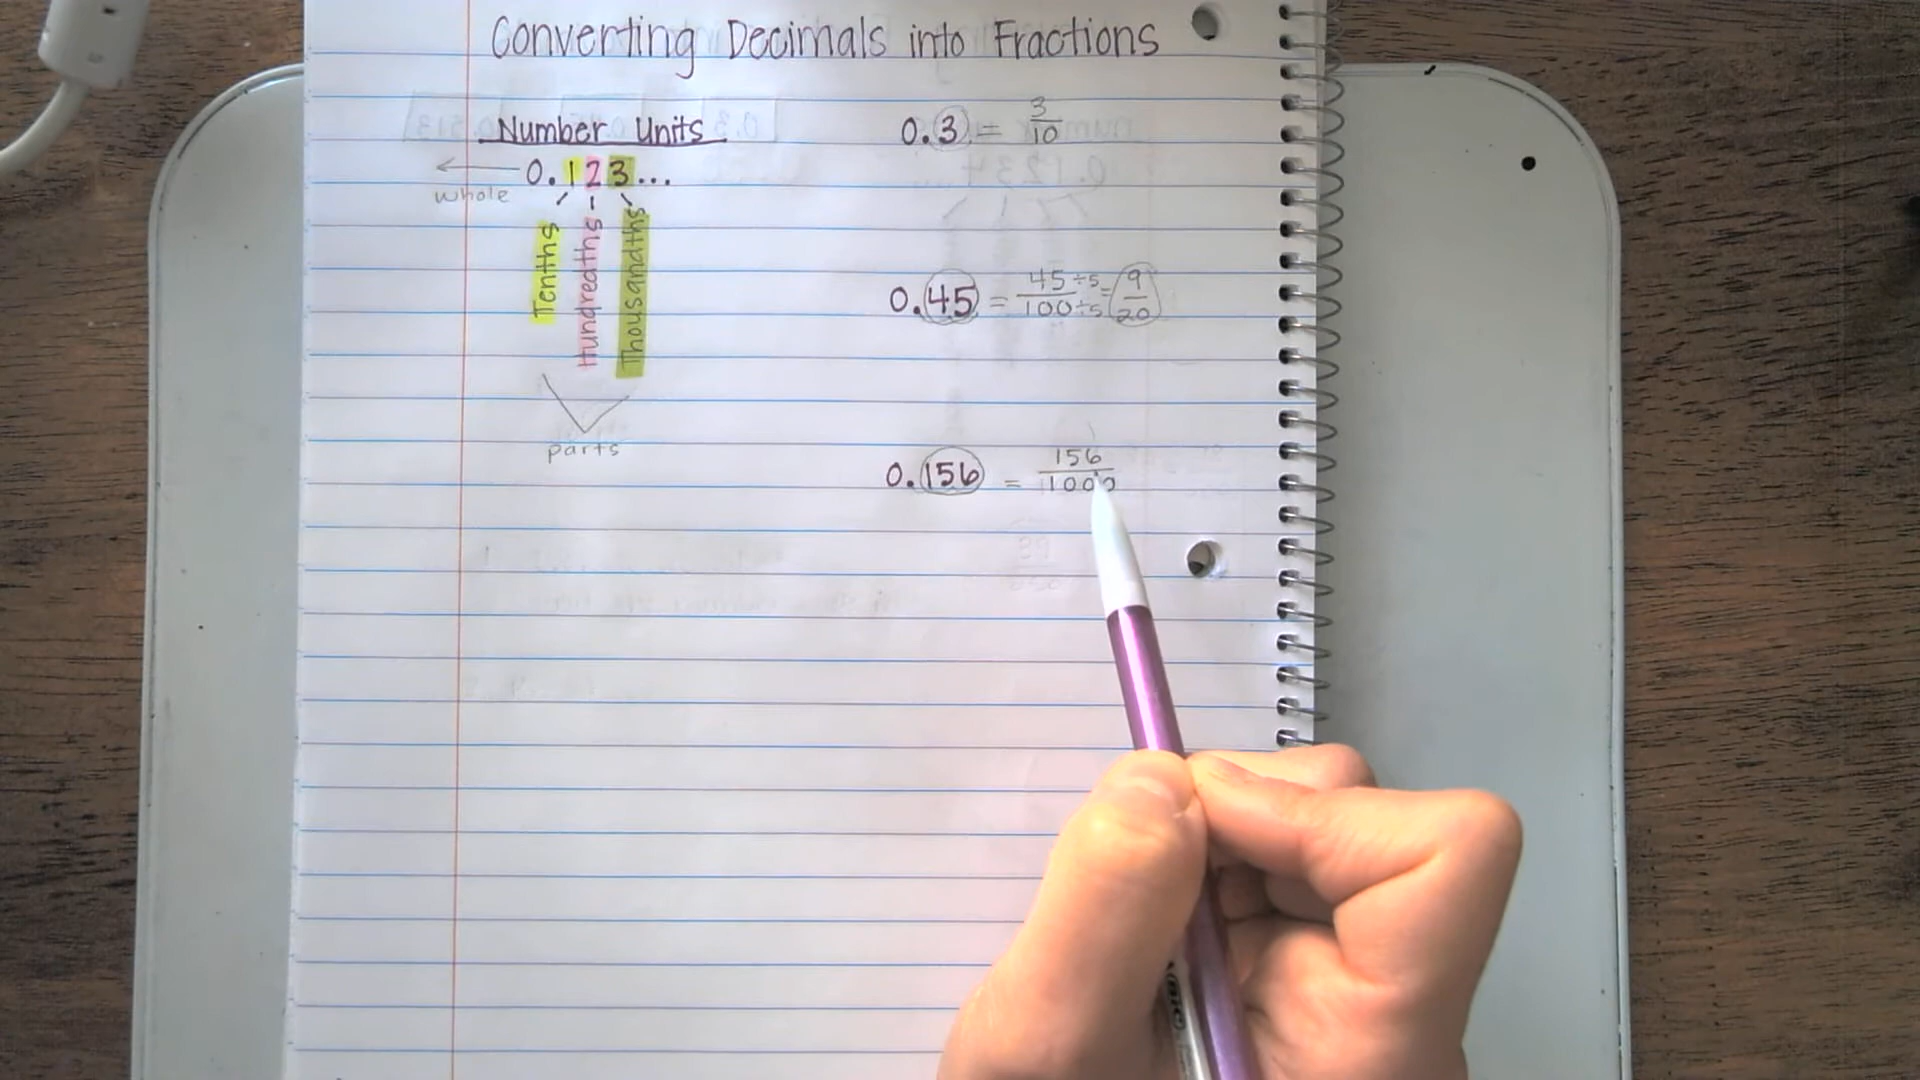 Converting Decimals into Fractions
Number Units
0.123...
whole
Tenths
Hundredths
Thousandths
parts
0.3 = 3/10
0.45 = 45÷5/100÷5 = 9/20
0.156 = 156/1000